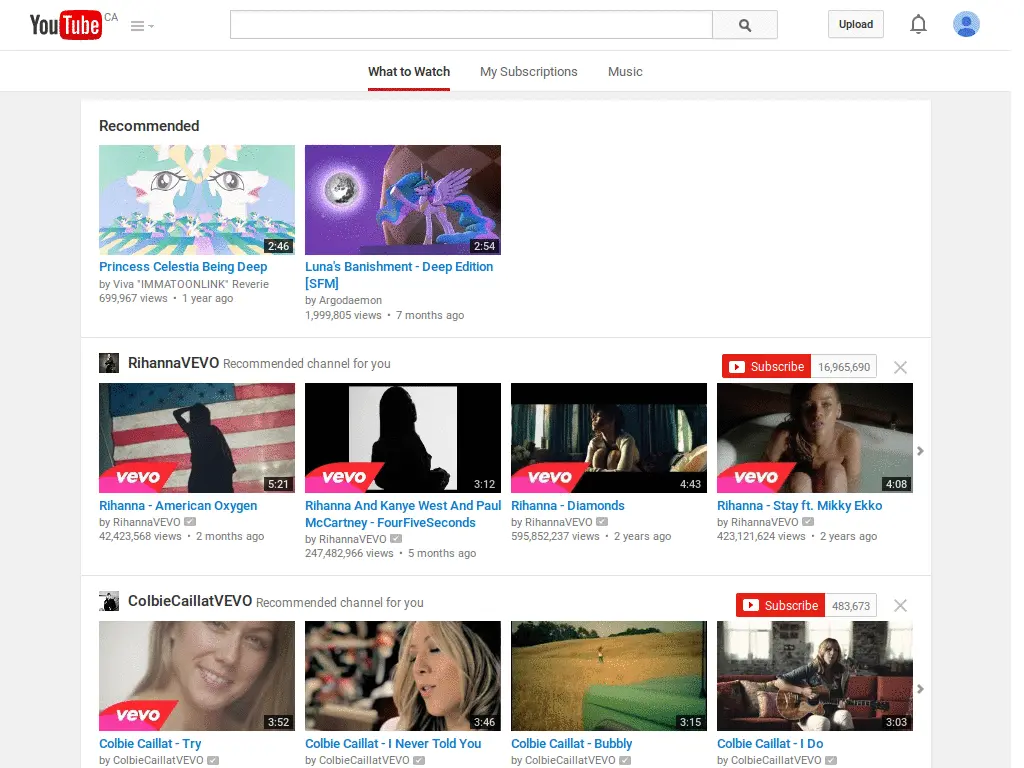 YouTube CA
Upload
What to Watch My Subscriptions Music
Recommended
2:46 2:54
Princess Celestia Being Deep
by Viva "IMMATOONLINK" Reverie
699,967 views • 1 year ago
Luna's Banishment - Deep Edition
[SFM]
by Argodaemon
1,999,805 views • 7 months ago
RihannaVEVO Recommended channel for you
Subscribe 16,965,690
vevo 5:21
Rihanna - American Oxygen
by RihannaVEVO
42,423,568 views • 2 months ago
vevo 3:12
Rihanna And Kanye West And Paul
McCartney - FourFiveSeconds
by RihannaVEVO
247,482,966 views • 5 months ago
vevo 4:43
Rihanna - Diamonds
by RihannaVEVO
595,852,237 views • 2 years ago
vevo 4:08
Rihanna - Stay ft. Mikky Ekko
by RihannaVEVO
423,121,624 views • 2 years ago
ColbieCaillatVEVO Recommended channel for you
Subscribe 483,673
vevo 3:52
Colbie Caillat - Try
by ColbieCaillatVEVO
3:46
Colbie Caillat - I Never Told You
by ColbieCaillatVEVO
3:15
Colbie Caillat - Bubbly
by ColbieCaillatVEVO
3:03
Colbie Caillat - I Do
by ColbieCaillatVEVO